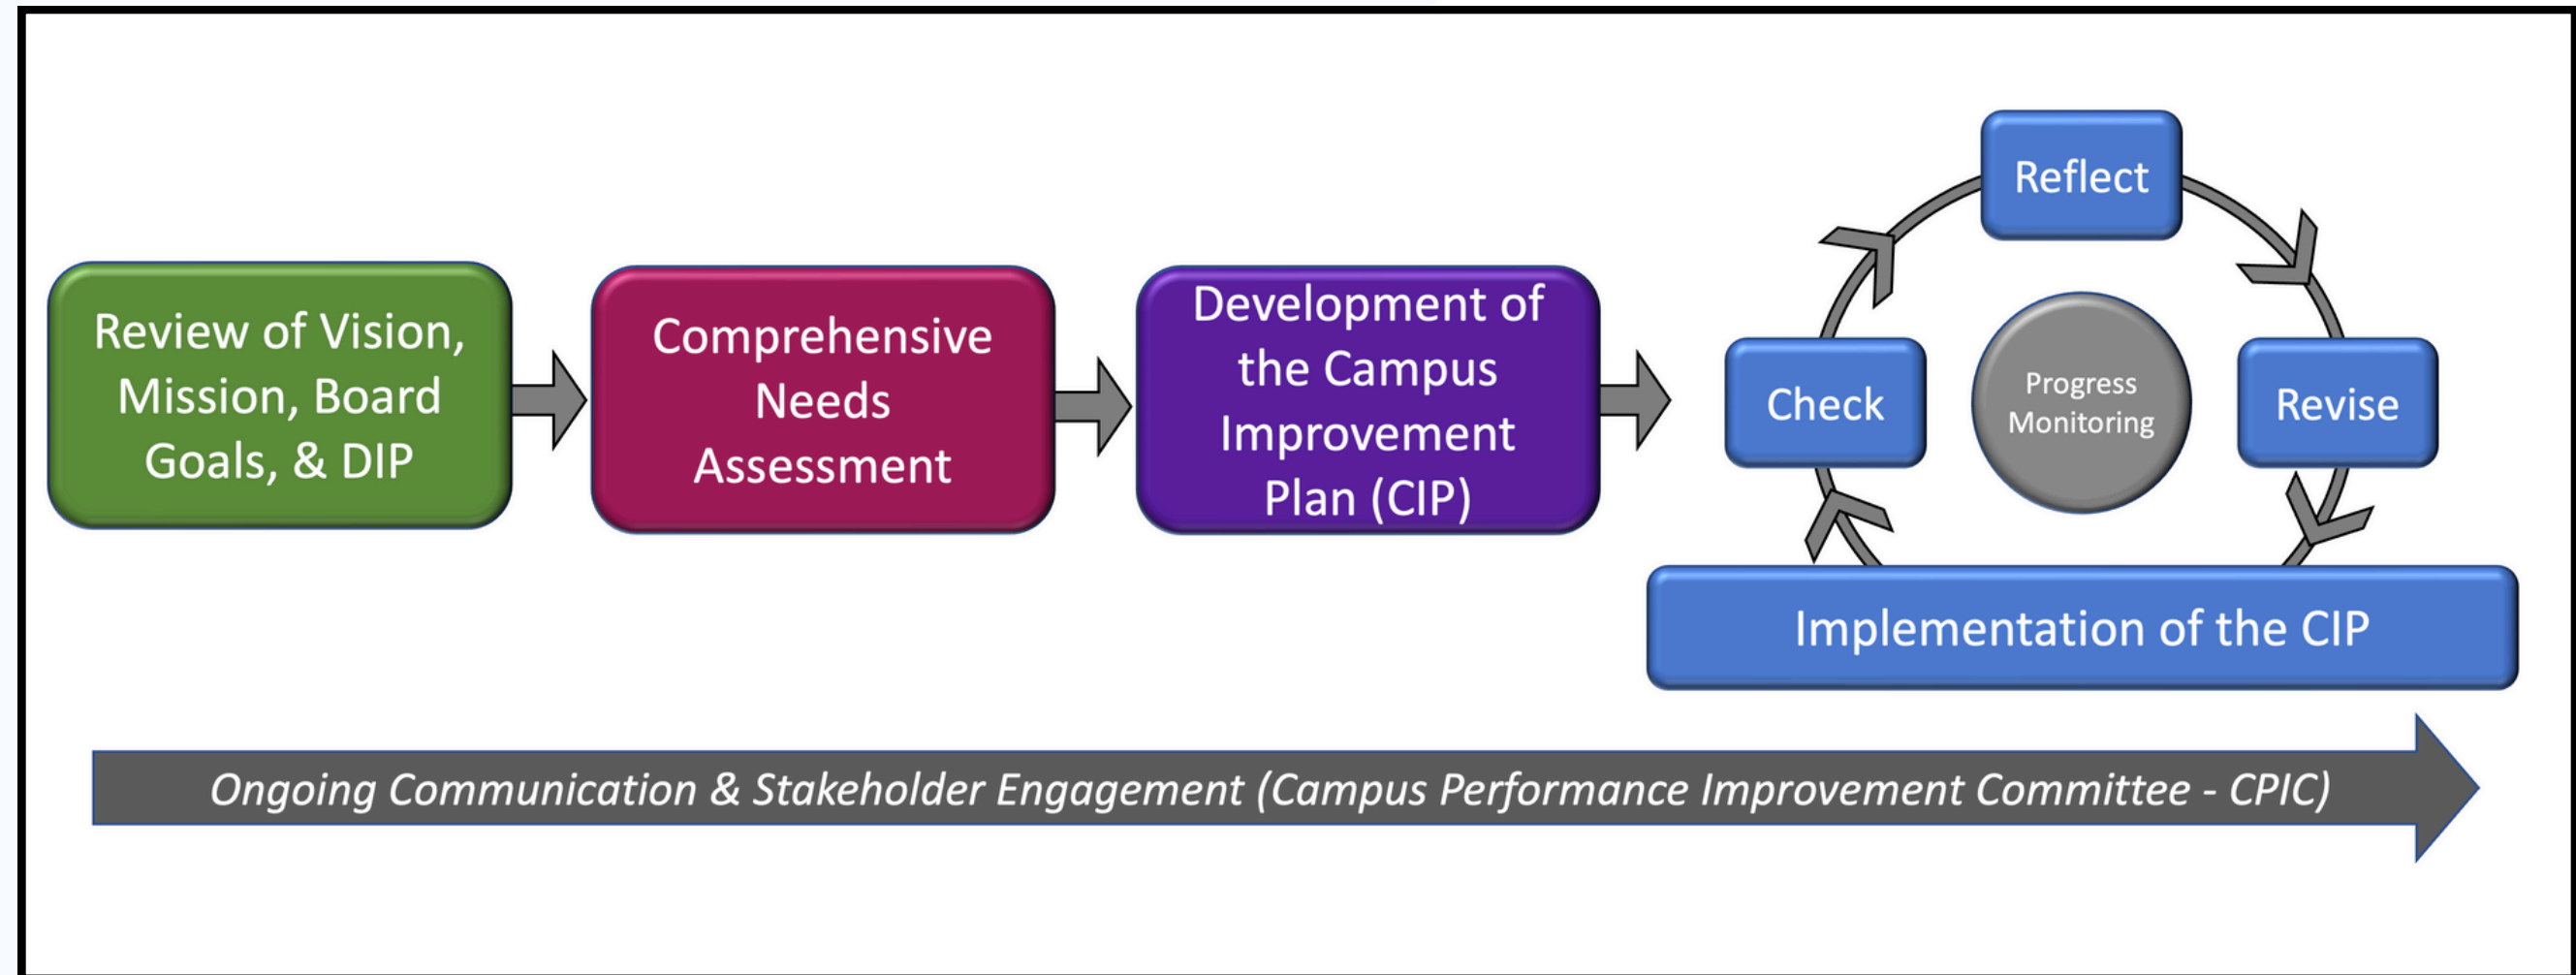 Review of Vision,
Mission, Board
Goals, & DIP
Comprehensive
Needs
Assessment
Development of
the Campus
Improvement
Plan (CIP)
Reflect
Check
Progress
Monitoring
Revise
Implementation of the CIP
Ongoing Communication & Stakeholder Engagement (Campus Performance Improvement Committee - CPIC)